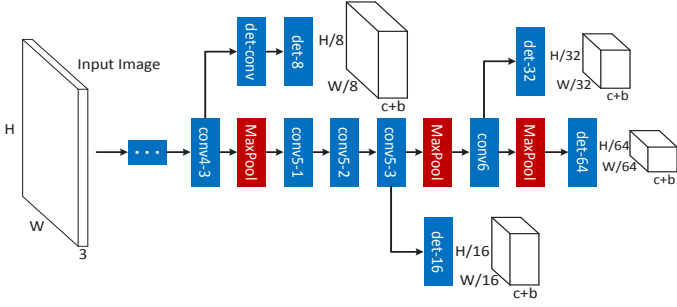 Input Image
H
W
3
...
conv4-3
det-conv
det-8
H/8
W/8
c+b
MaxPool
conv5-1
conv5-2
conv5-3
det-16
H/16
W/16
c+b
MaxPool
conv6
det-32
H/32
W/32
c+b
MaxPool
det-64
H/64
W/64
c+b